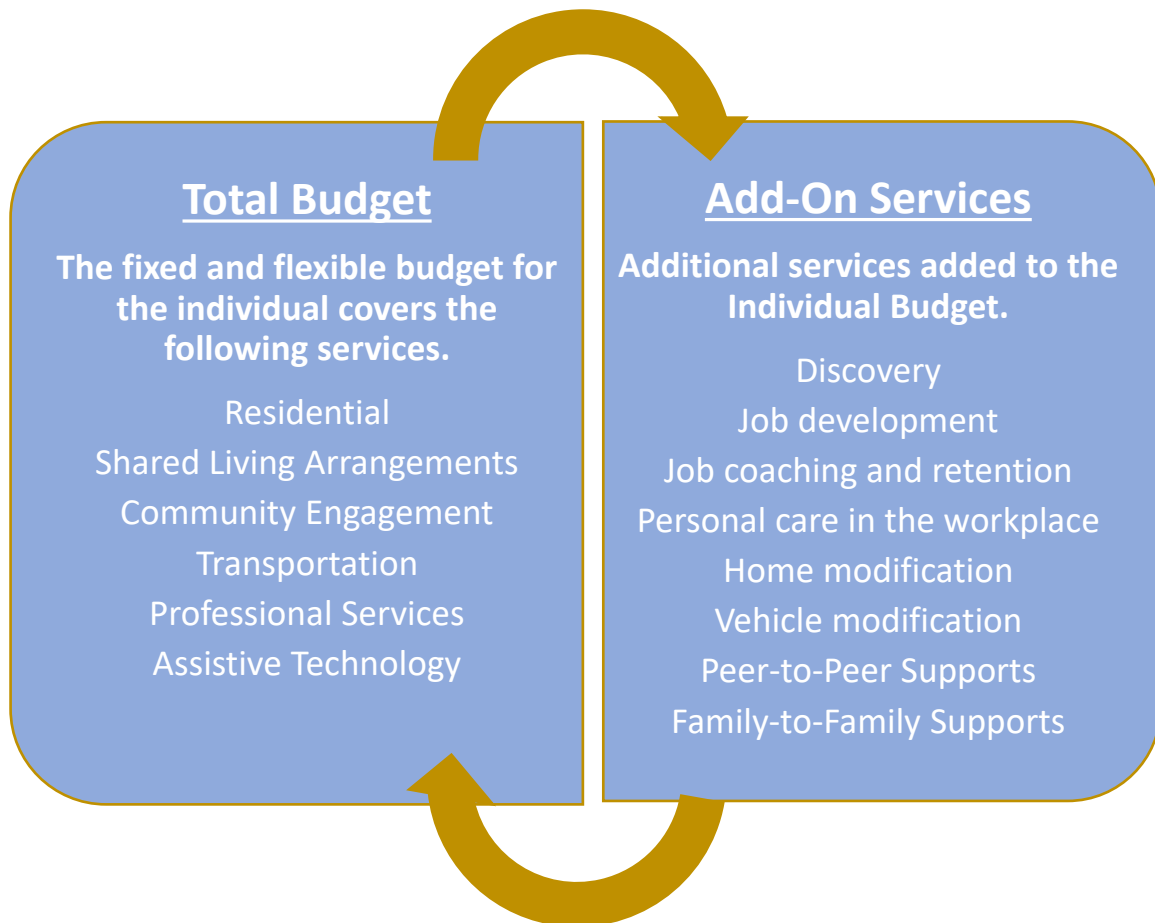 Total Budget
The fixed and flexible budget for
the individual covers the
following services.
Residential
Shared Living Arrangements
Community Engagement
Transportation
Professional Services
Assistive Technology
Add-On Services
Additional services added to the
Individual Budget.
Discovery
Job development
Job coaching and retention
Personal care in the workplace
Home modification
Vehicle modification
Peer-to-Peer Supports
Family-to-Family Supports